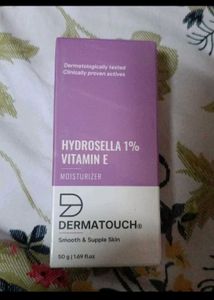 Dermatologically tested
Clinically proven actives
HYDROSELLA 1%
VITAMIN E
MOISTURIZER
DERMATOUCH®
Smooth & Supple Skin
50 g | 1.69 fl.oz